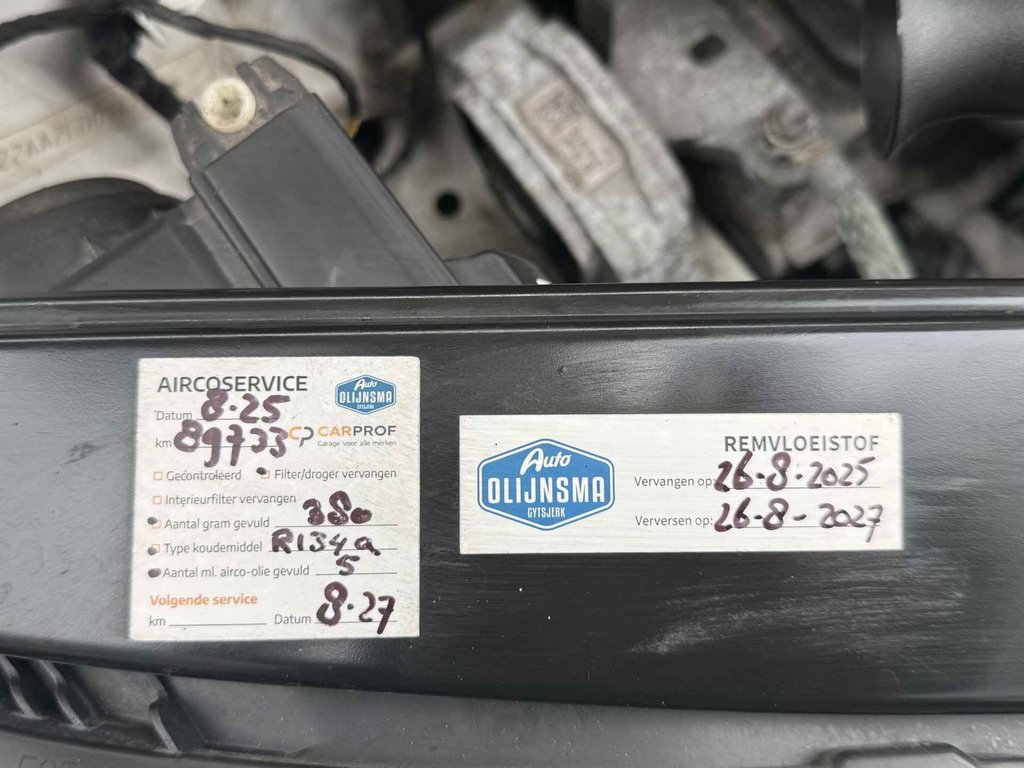 AIRCOSERVICE
Auto
OLIJNSMA
GYTSJERK
Datum 8-25
km 89733
CP CARPROF
Garage voor alle merken
Gecontroleerd Filter/droger vervangen
Interieurfilter vervangen
Aantal gram gevuld 380
Type koudemiddel R134a
Aantal ml. airco-olie gevuld 5
Volgende service
km Datum 8-27
Auto
OLIJNSMA
GYTSJERK
REMVLOEISTOF
Vervangen op: 26-8-2025
Verversen op: 26-8-2027